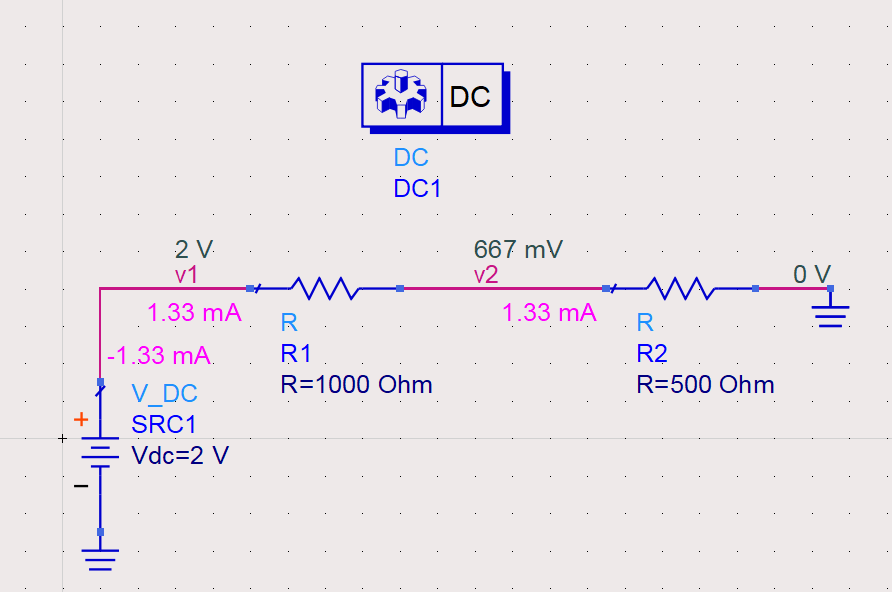 DC
DC
DC1
2 V
667 mV
v1
v2
0 V
1.33 mA
1.33 mA
R
R
-1.33 mA
R1
R2
R=1000 Ohm
R=500 Ohm
V_DC
+
SRC1
Vdc=2 V
−